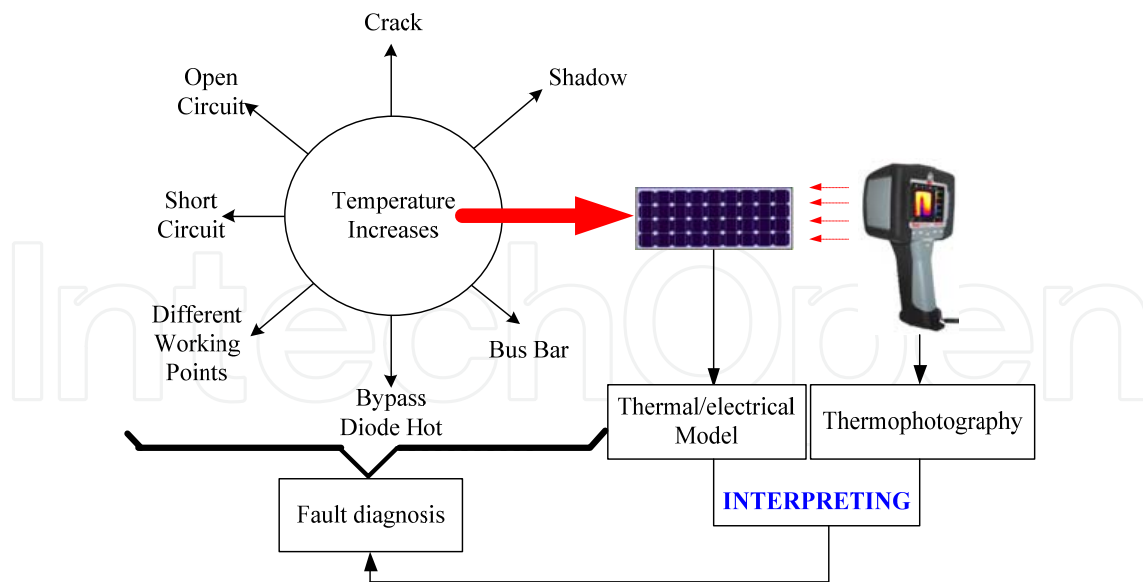 Crack
Open
Circuit
Shadow
Short
Circuit
Temperature
Increases
Different
Working
Points
Bus Bar
Bypass
Diode Hot
Thermal/electrical
Model
Thermophotography
INTERPRETING
Fault diagnosis
IntechOpen